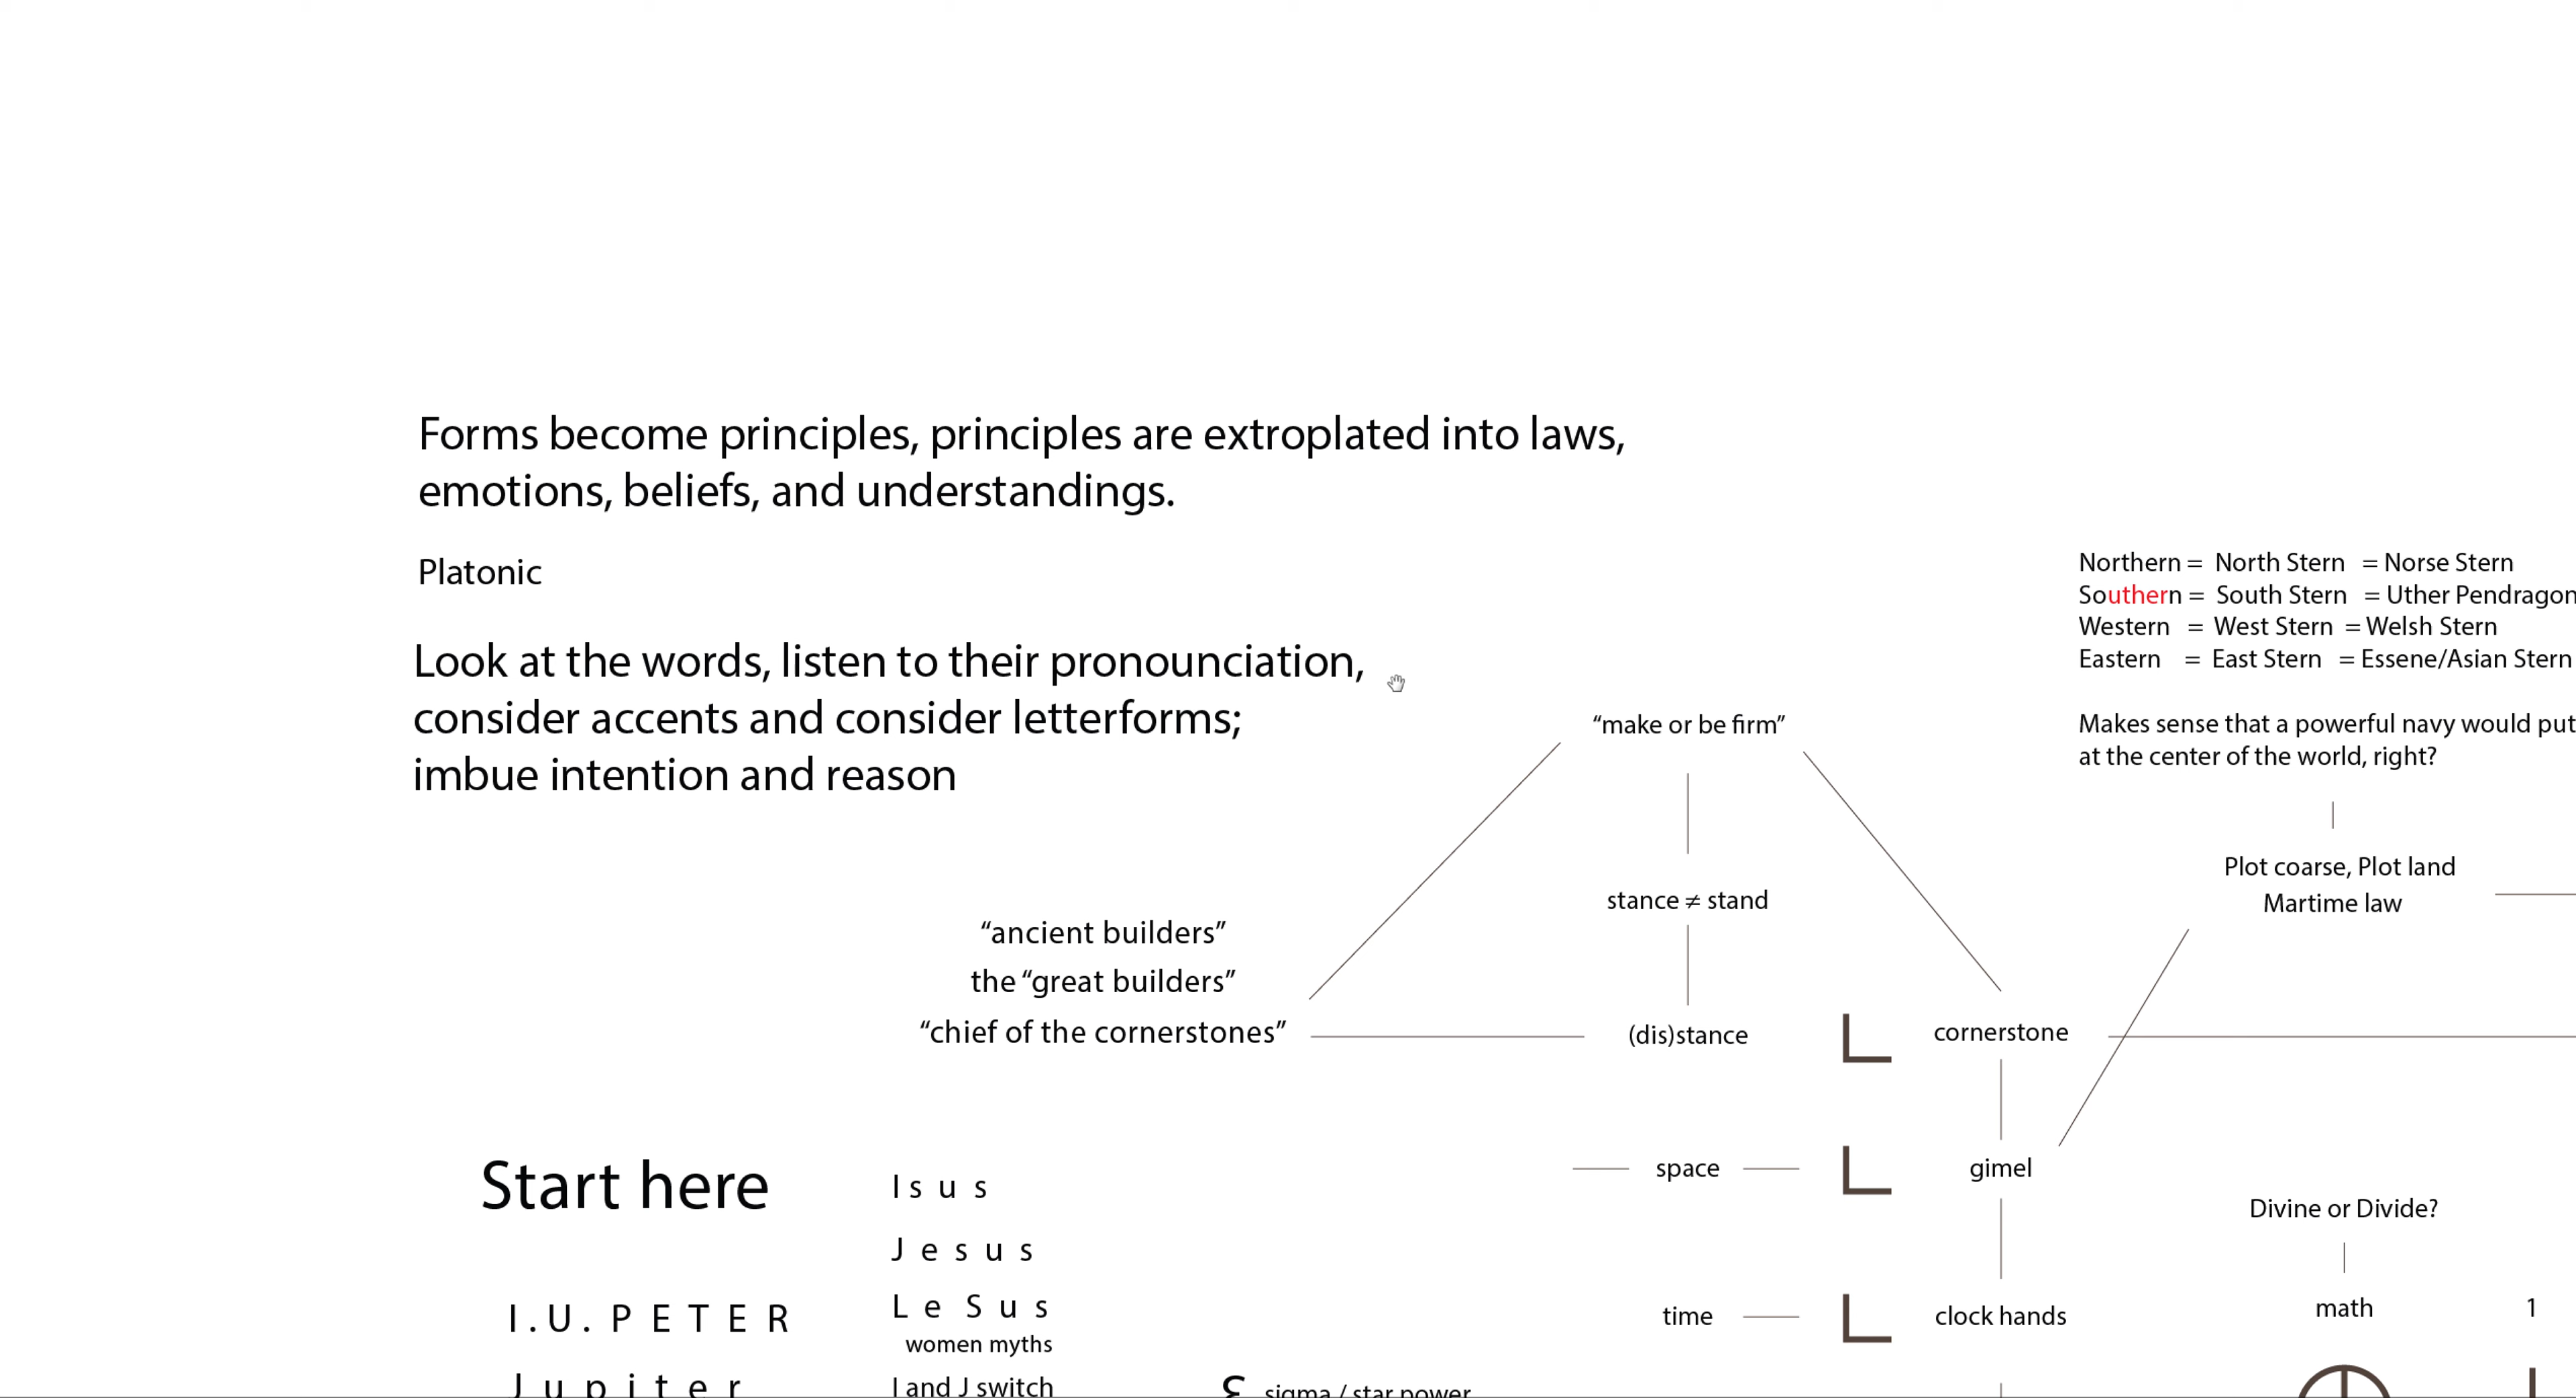 Forms become principles, principles are extroplated into laws,
emotions, beliefs, and understandings.
Platonic
Look at the words, listen to their pronounciation,
consider accents and consider letterforms;
imbue intention and reason
Northern = North Stern = Norse Stern
Southern = South Stern = Uther Pendragon
Western = West Stern = Welsh Stern
Eastern = East Stern = Essene/Asian Stern
Makes sense that a powerful navy would put
at the center of the world, right?
"make or be firm"
stance ≠ stand
Plot coarse, Plot land
Martime law
"ancient builders"
the "great builders"
"chief of the cornerstones"
(dis)stance
cornerstone
space
gimel
Divine or Divide?
time
clock hands
math
1
Start here
I s u s
J e s u s
L e S u s
women myths
I and J switch
I . U . P E T E R
J u p i t e r
Ʃ sigma / star power